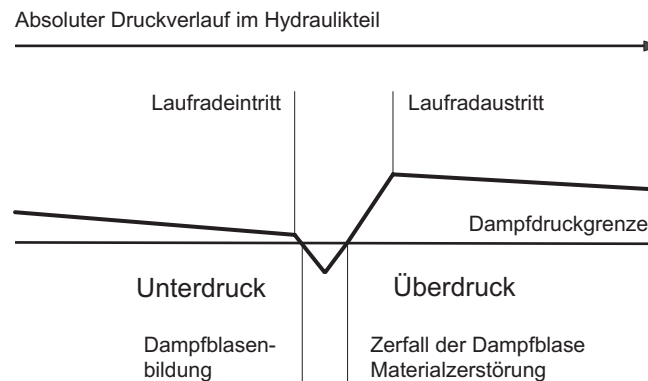 Absoluter Druckverlauf im Hydraulikteil
Laufradeintritt
Laufradaustritt
Dampfdruckgrenze
Unterdruck
Überdruck
Dampfblasen-
bildung
Zerfall der Dampfblase
Materialzerstörung